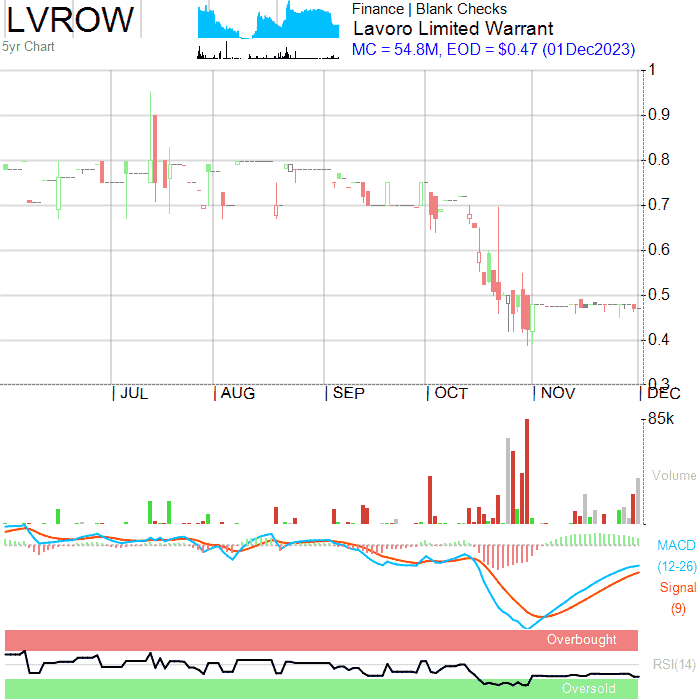 LVROW
5yr Chart
Finance | Blank Checks
Lavoro Limited Warrant
MC = 54.8M, EOD = $0.47 (01Dec2023)
1
0.9
0.8
0.7
0.6
0.5
0.4
0.3
JUL AUG SEP OCT NOV DEC
85k
Volume
MACD
(12-26)
Signal
(9)
Overbought
RSI(14)
Oversold